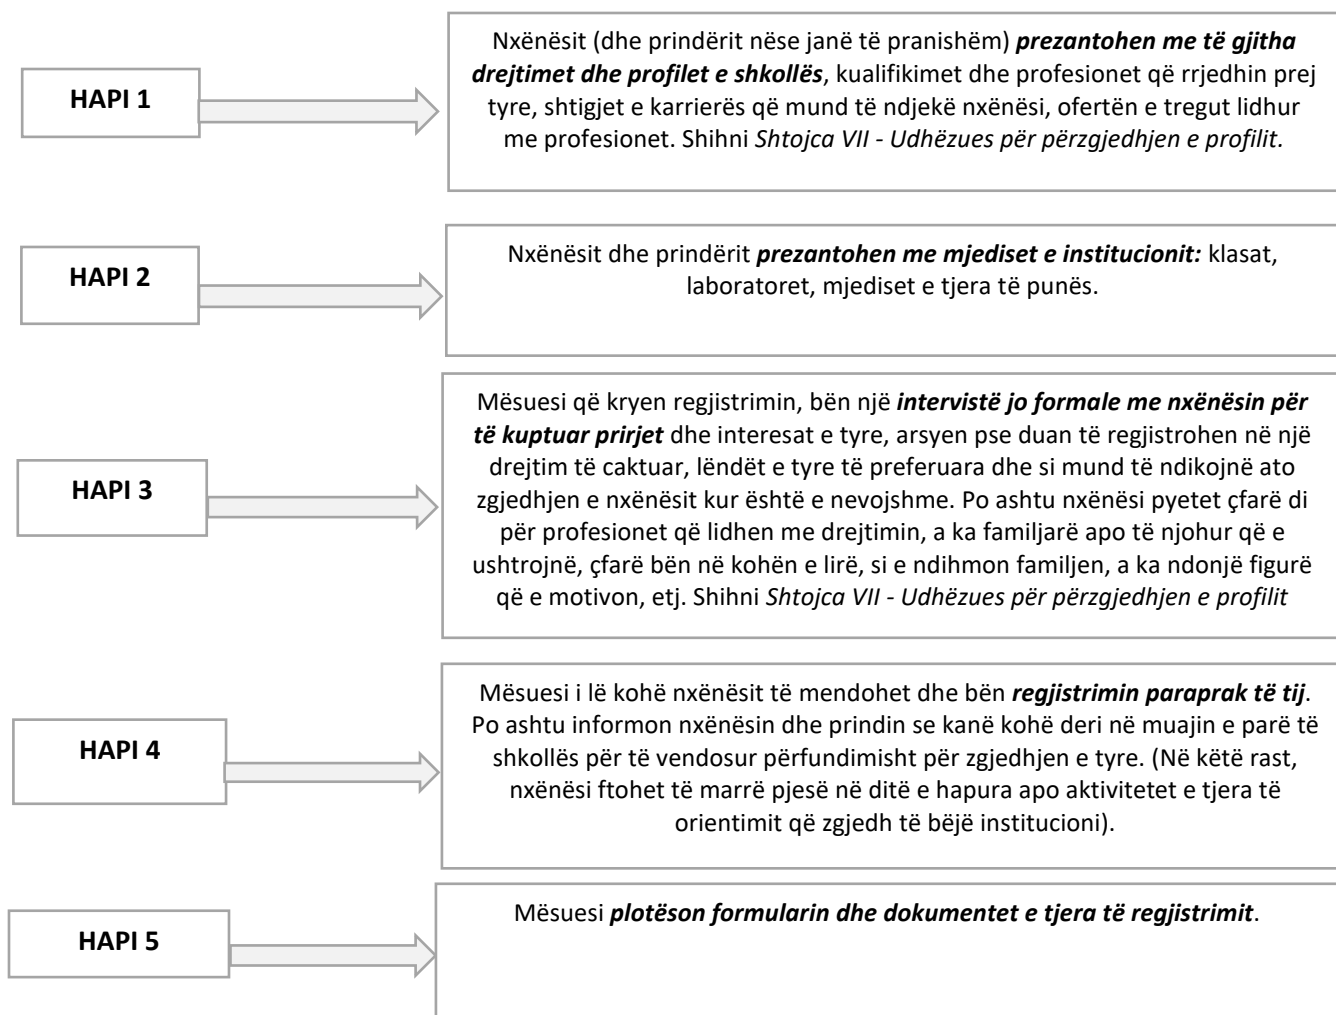 HAPI 1
Nxënësit (dhe prindërit nëse janë të pranishëm) prezantohen me të gjitha
drejtimet dhe profilet e shkollës, kualifikimet dhe profesionet që rrjedhin prej
tyre, shtigjet e karrierës që mund të ndjekë nxënësi, ofertën e tregut lidhur
me profesionet. Shihni Shtojca VII - Udhëzues për përzgjedhjen e profilit.
HAPI 2
Nxënësit dhe prindërit prezantohen me mjediset e institucionit: klasat,
laboratoret, mjediset e tjera të punës.
HAPI 3
Mësuesi që kryen regjistrimin, bën një intervistë jo formale me nxënësin për
të kuptuar prirjet dhe interesat e tyre, arsyen pse duan të regjistrohen në një
drejtim të caktuar, lëndët e tyre të preferuara dhe si mund të ndikojnë ato
zgjedhjen e nxënësit kur është e nevojshme. Po ashtu nxënësi pyetet çfarë di
për profesionet që lidhen me drejtimin, a ka familjarë apo të njohur që e
ushtrojnë, çfarë bën në kohën e lirë, si e ndihmon familjen, a ka ndonjë figurë
që e motivon, etj. Shihni Shtojca VII - Udhëzues për përzgjedhjen e profilit
HAPI 4
Mësuesi i lë kohë nxënësit të mendohet dhe bën regjistrimin paraprak të tij.
Po ashtu informon nxënësin dhe prindin se kanë kohë deri në muajin e parë të
shkollës për të vendosur përfundimisht për zgjedhjen e tyre. (Në këtë rast,
nxënësi ftohet të marrë pjesë në ditë e hapura apo aktivitetet e tjera të
orientimit që zgjedh të bëjë institucioni).
HAPI 5
Mësuesi plotëson formularin dhe dokumentet e tjera të regjistrimit.